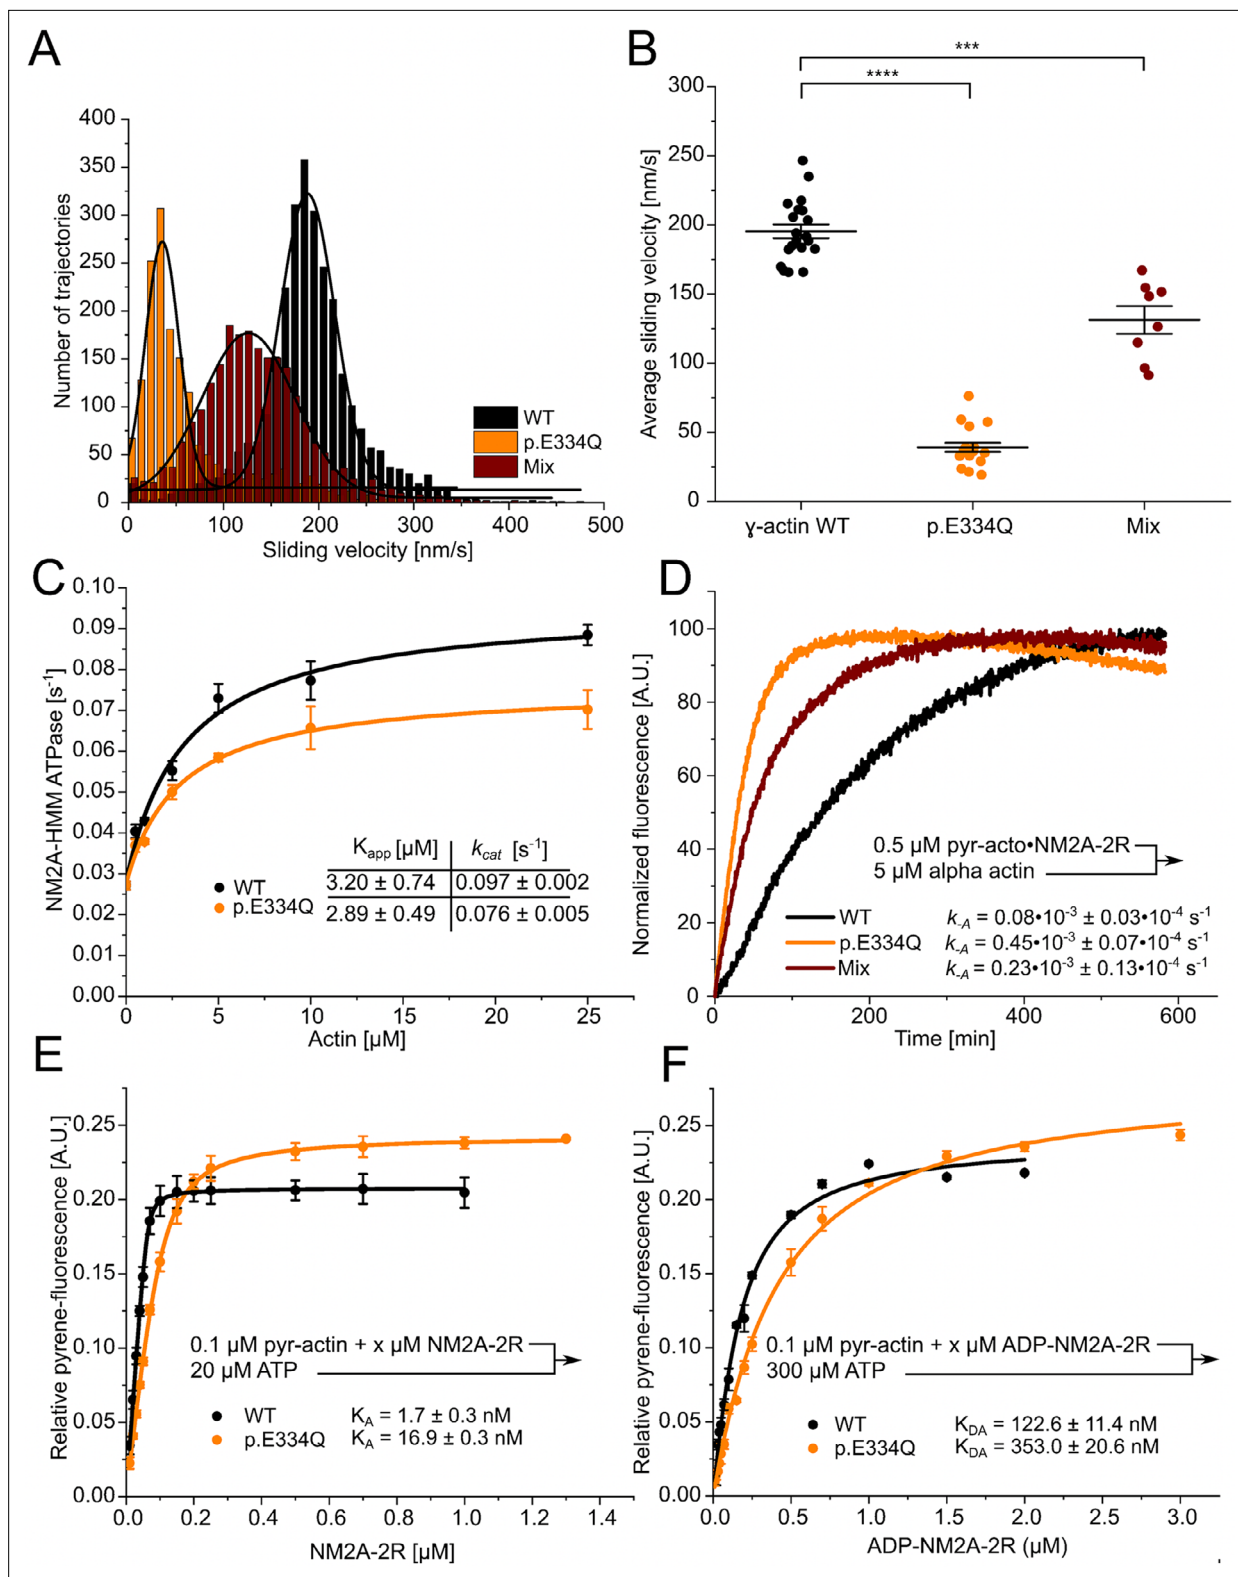 A
Number of trajectories
400
350
300
250
200
150
100
50
0
0 100 200 300 400 500
Sliding velocity [nm/s]
WT
p.E334Q
Mix
B
***
****
Average sliding velocity [nm/s]
300
250
200
150
100
50
0
ɣ-actin WT p.E334Q Mix
C
NM2A-HMM ATPase [s-1]
0.10
0.09
0.08
0.07
0.06
0.05
0.04
0.03
0.02
0.01
0.00
0 5 10 15 20 25
Actin [µM]
WT
p.E334Q
Kapp [µM] kcat [s-1]
3.20 ± 0.74 0.097 ± 0.002
2.89 ± 0.49 0.076 ± 0.005
D
Normalized fluorescence [A.U.]
100
80
60
40
20
0
0 200 400 600
Time [min]
0.5 µM pyr-acto•NM2A-2R
5 µM alpha actin
WT k-A = 0.08•10-3 ± 0.03•10-4 s-1
p.E334Q k-A = 0.45•10-3 ± 0.07•10-4 s-1
Mix k-A = 0.23•10-3 ± 0.13•10-4 s-1
E
Relative pyrene-fluorescence [A.U.]
0.25
0.20
0.15
0.10
0.05
0.00
0.0 0.2 0.4 0.6 0.8 1.0 1.2 1.4
NM2A-2R [µM]
0.1 µM pyr-actin + x µM NM2A-2R
20 µM ATP
WT KA = 1.7 ± 0.3 nM
p.E334Q KA = 16.9 ± 0.3 nM
F
Relative pyrene-fluorescence [A.U.]
0.25
0.20
0.15
0.10
0.05
0.00
0.0 0.5 1.0 1.5 2.0 2.5 3.0
ADP-NM2A-2R (µM)
0.1 µM pyr-actin + x µM ADP-NM2A-2R
300 µM ATP
WT KDA = 122.6 ± 11.4 nM
p.E334Q KDA = 353.0 ± 20.6 nM